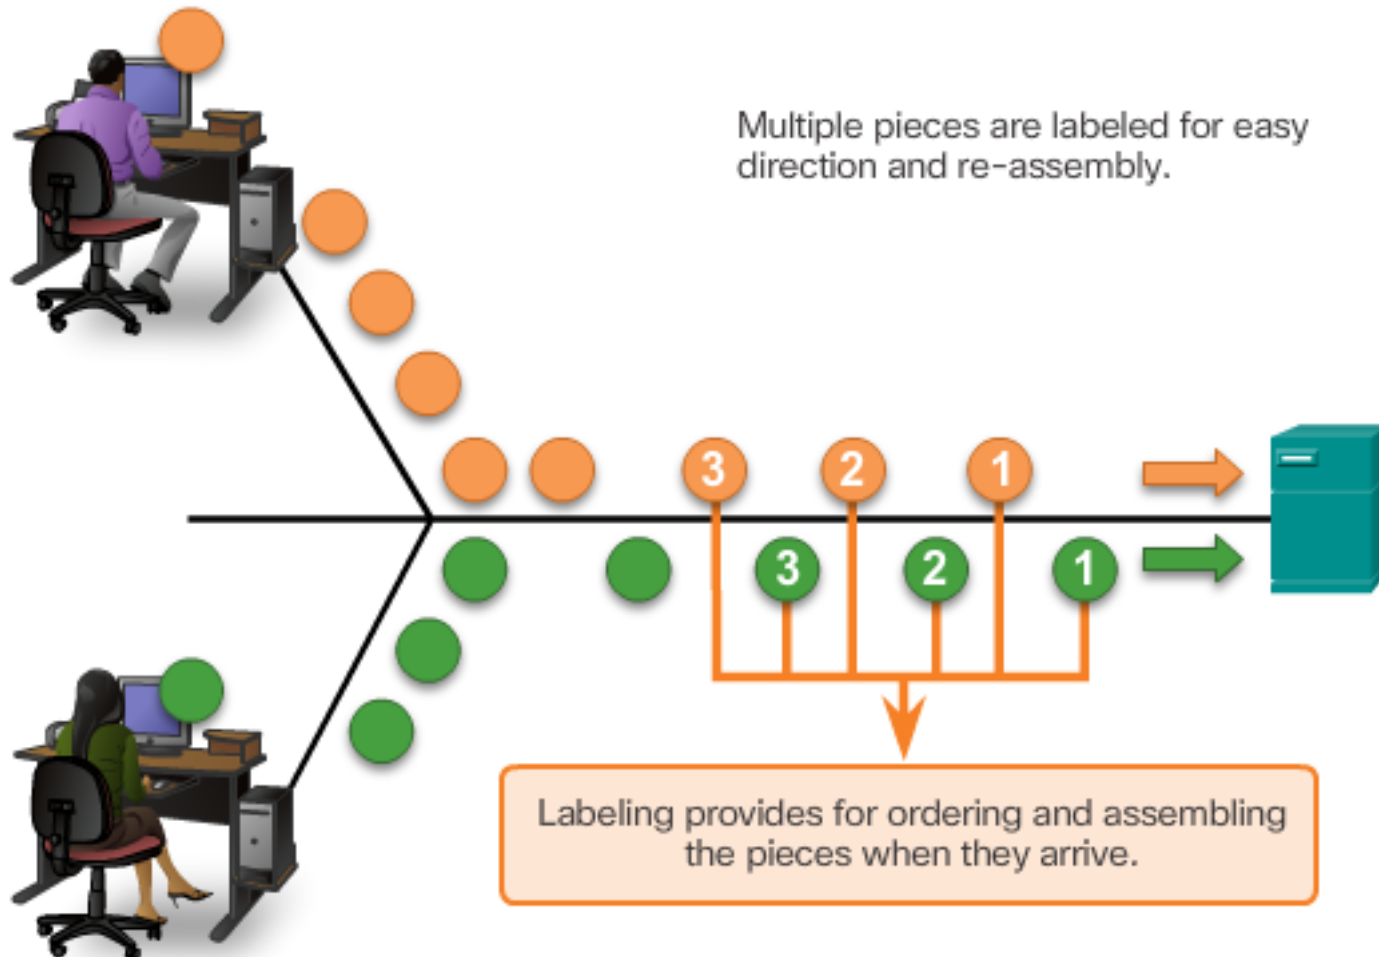 Multiple pieces are labeled for easy
direction and re-assembly.
3
2
1
3
2
1
Labeling provides for ordering and assembling
the pieces when they arrive.